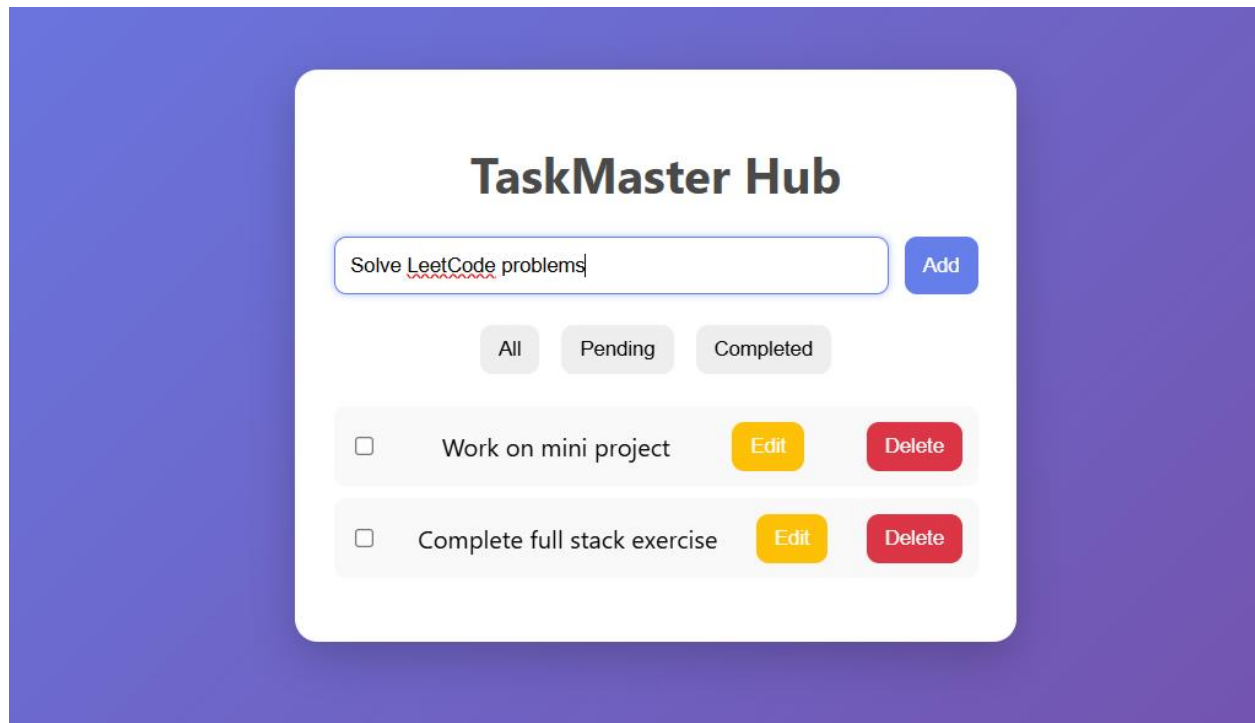 TaskMaster Hub
Solve LeetCode problems
Add
All Pending Completed
Work on mini project Edit Delete
Complete full stack exercise Edit Delete